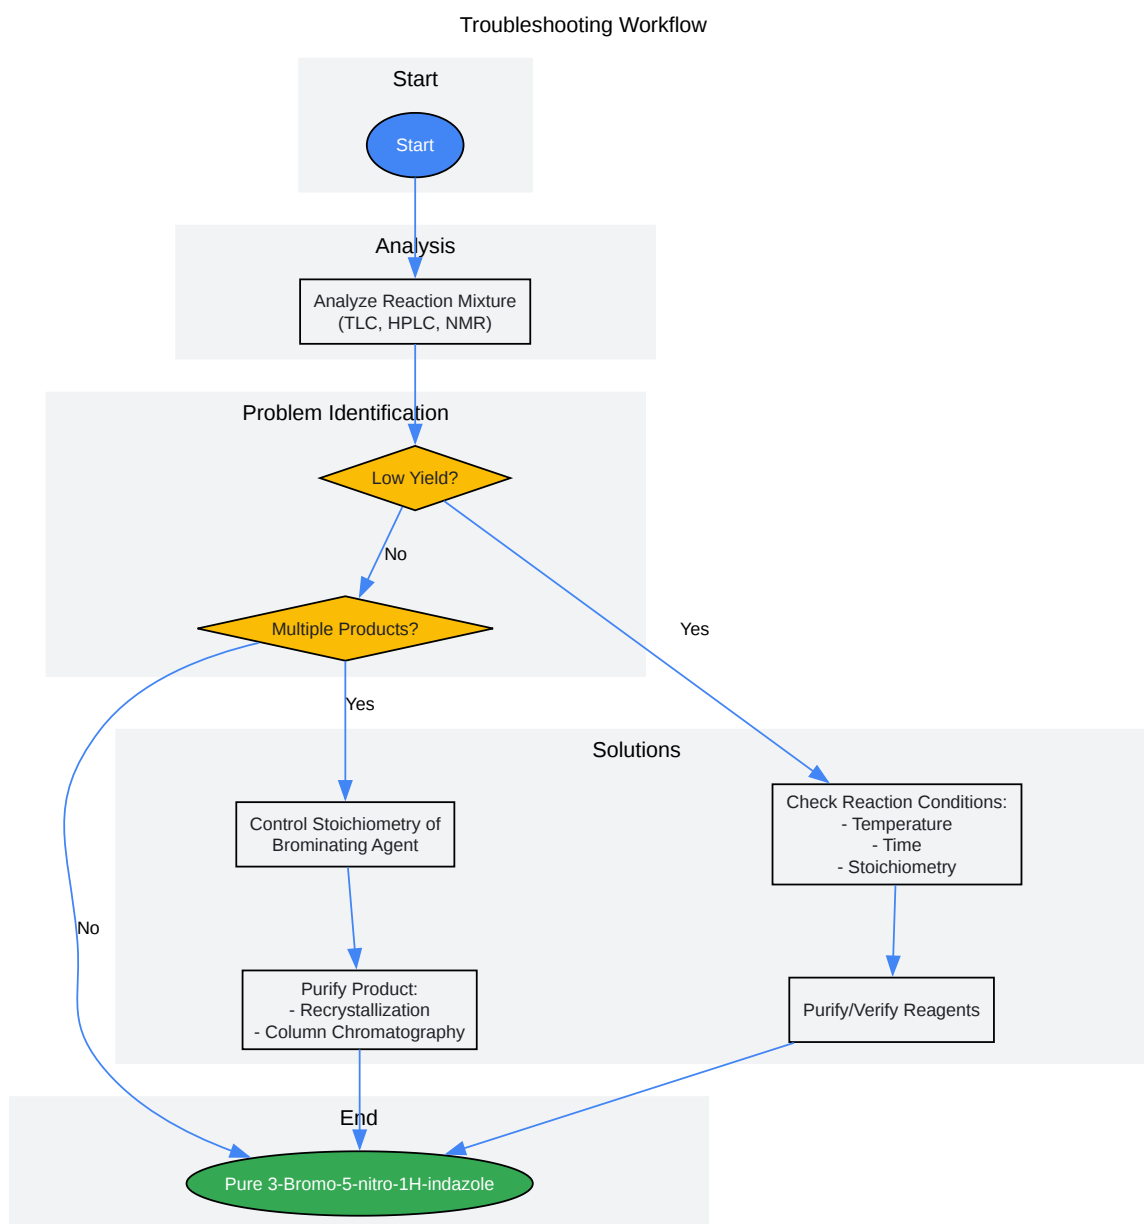 Troubleshooting Workflow
Start
Start
Analysis
Analyze Reaction Mixture
(TLC, HPLC, NMR)
Problem Identification
Low Yield?
No
Multiple Products?
Yes
Yes
Solutions
Check Reaction Conditions:
- Temperature
- Time
- Stoichiometry
Control Stoichiometry of
Brominating Agent
No
Purify Product:
- Recrystallization
- Column Chromatography
Purify/Verify Reagents
End
Pure 3-Bromo-5-nitro-1H-indazole